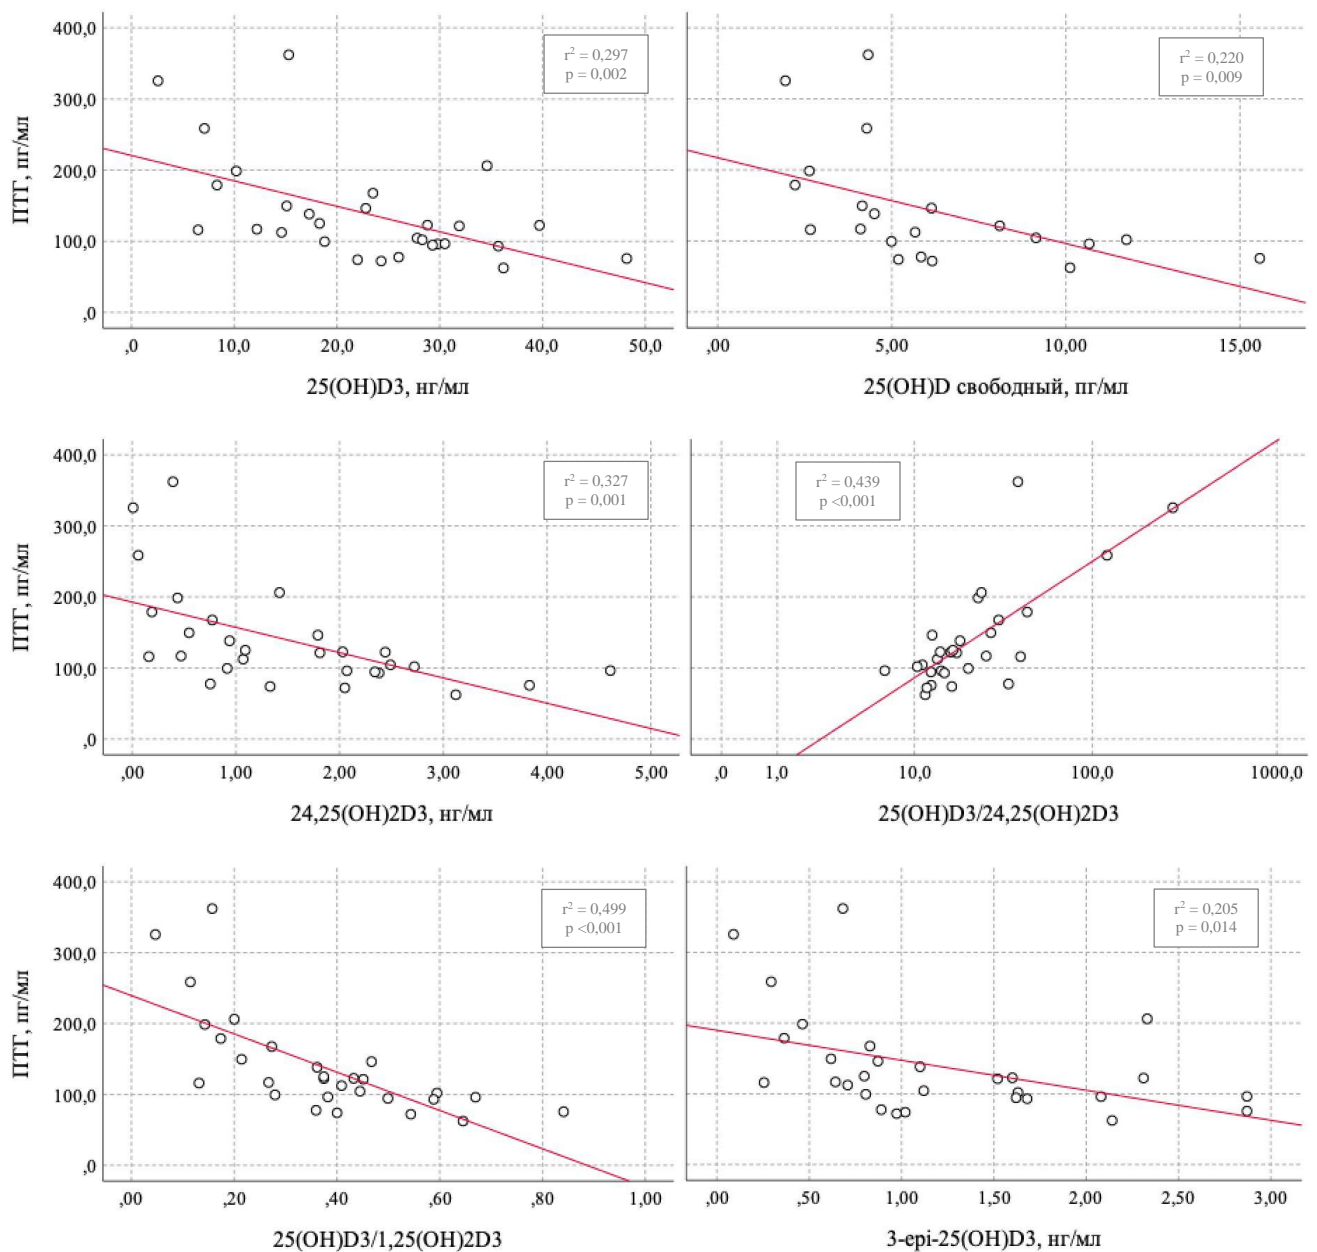 400,0
300,0
200,0
100,0
,0
ПТГ, пг/мл
r² = 0,297
p = 0,002
,0 10,0 20,0 30,0 40,0 50,0
25(OH)D3, нг/мл
r² = 0,220
p = 0,009
,00 5,00 10,00 15,00
25(OH)D свободный, пг/мл
400,0
300,0
200,0
100,0
,0
ПТГ, пг/мл
r² = 0,327
p = 0,001
,00 1,00 2,00 3,00 4,00 5,00
24,25(OH)2D3, нг/мл
r² = 0,439
p <0,001
,0 1,0 10,0 100,0 1000,0
25(OH)D3/24,25(OH)2D3
400,0
300,0
200,0
100,0
,0
ПТГ, пг/мл
r² = 0,499
p <0,001
,00 ,20 ,40 ,60 ,80 1,00
25(OH)D3/1,25(OH)2D3
r² = 0,205
p = 0,014
,00 ,50 1,00 1,50 2,00 2,50 3,00
3-epi-25(OH)D3, нг/мл